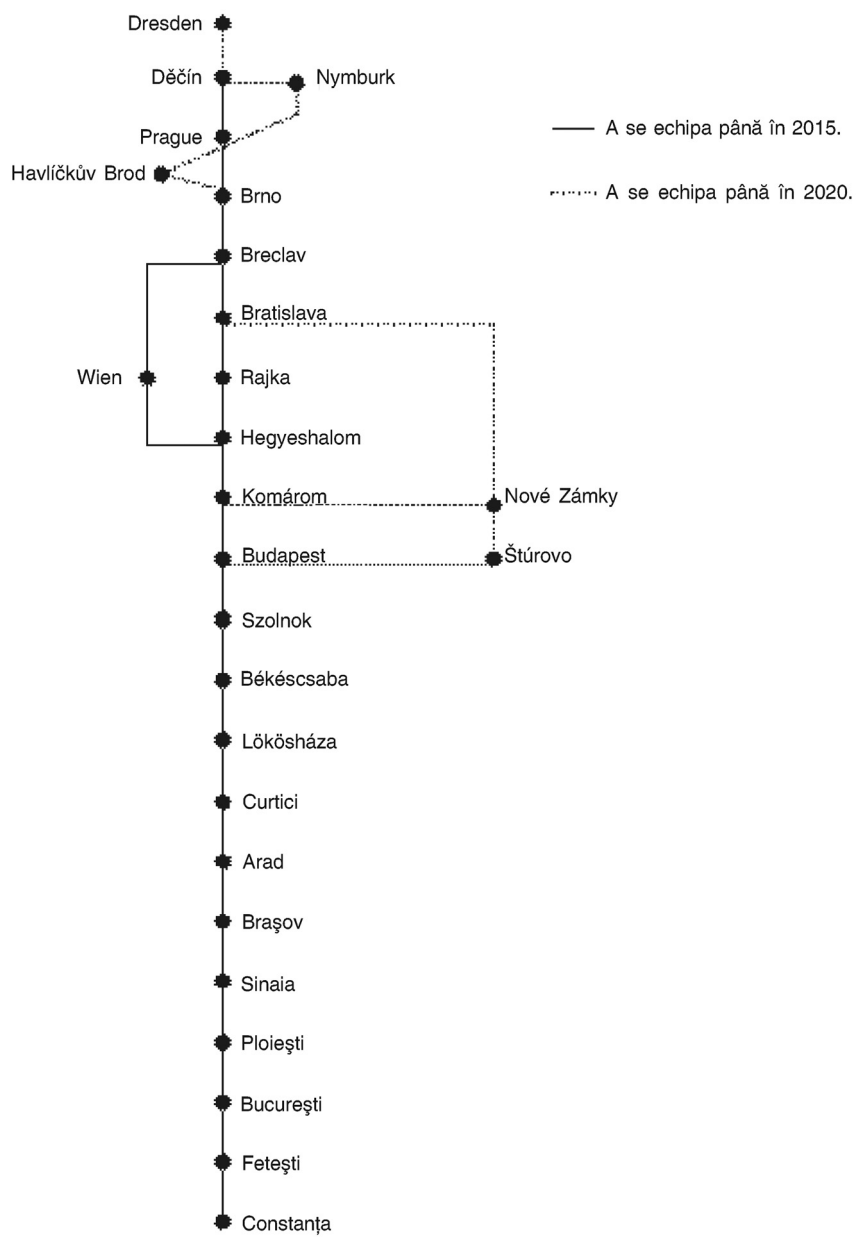 Dresden
Děčín
Nymburk
A se echipa până în 2015.
Prague
Havlíčkův Brod
A se echipa până în 2020.
Brno
Breclav
Bratislava
Wien
Rajka
Hegyeshalom
Komárom
Nové Zámky
Budapest
Štúrovo
Szolnok
Békéscsaba
Lökösháza
Curtici
Arad
Braşov
Sinaia
Ploieşti
Bucureşti
Feteşti
Constanţa